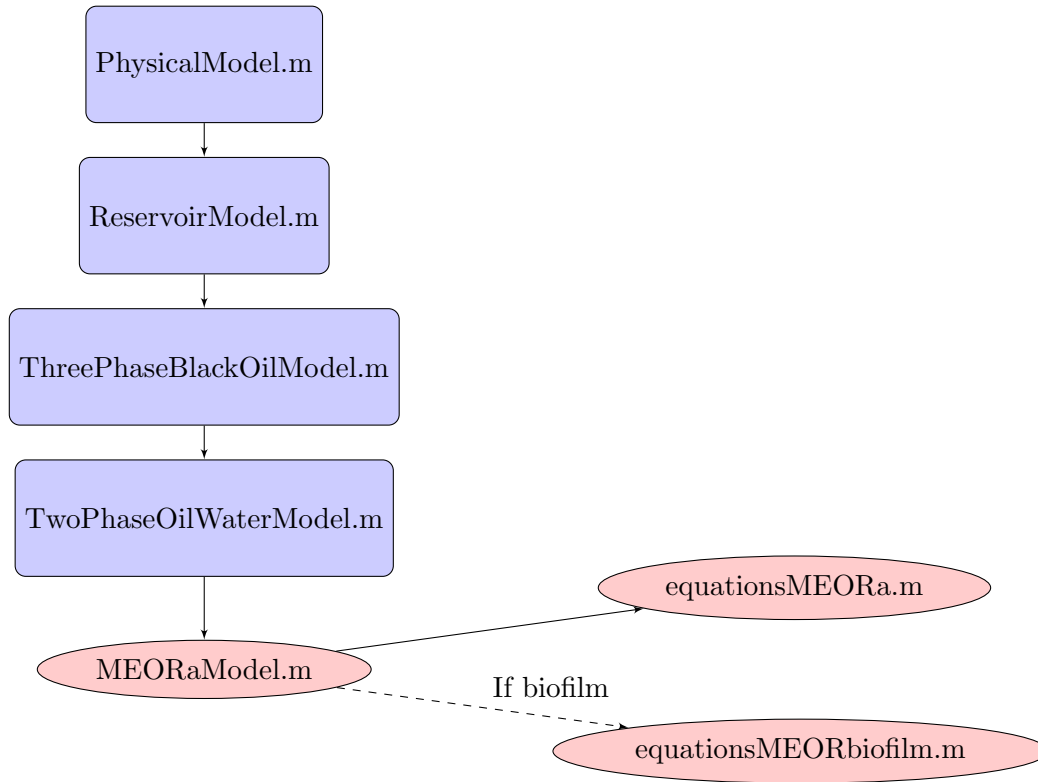 PhysicalModel.m
ReservoirModel.m
ThreePhaseBlackOilModel.m
TwoPhaseOilWaterModel.m
equationsMEORa.m
MEORaModel.m
If biofilm
equationsMEORbiofilm.m